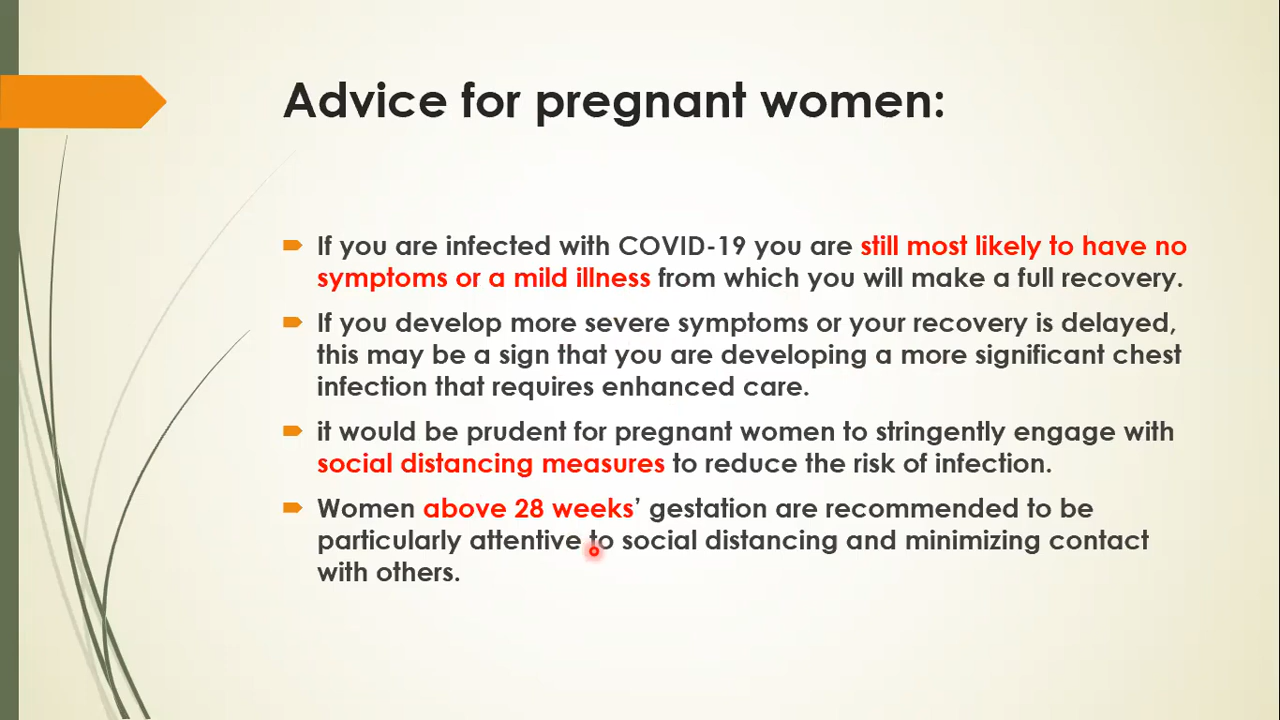 Advice for pregnant women:
If you are infected with COVID-19 you are still most likely to have no
symptoms or a mild illness from which you will make a full recovery.
If you develop more severe symptoms or your recovery is delayed,
this may be a sign that you are developing a more significant chest
infection that requires enhanced care.
it would be prudent for pregnant women to stringently engage with
social distancing measures to reduce the risk of infection.
Women above 28 weeks’ gestation are recommended to be
particularly attentive to social distancing and minimizing contact
with others.